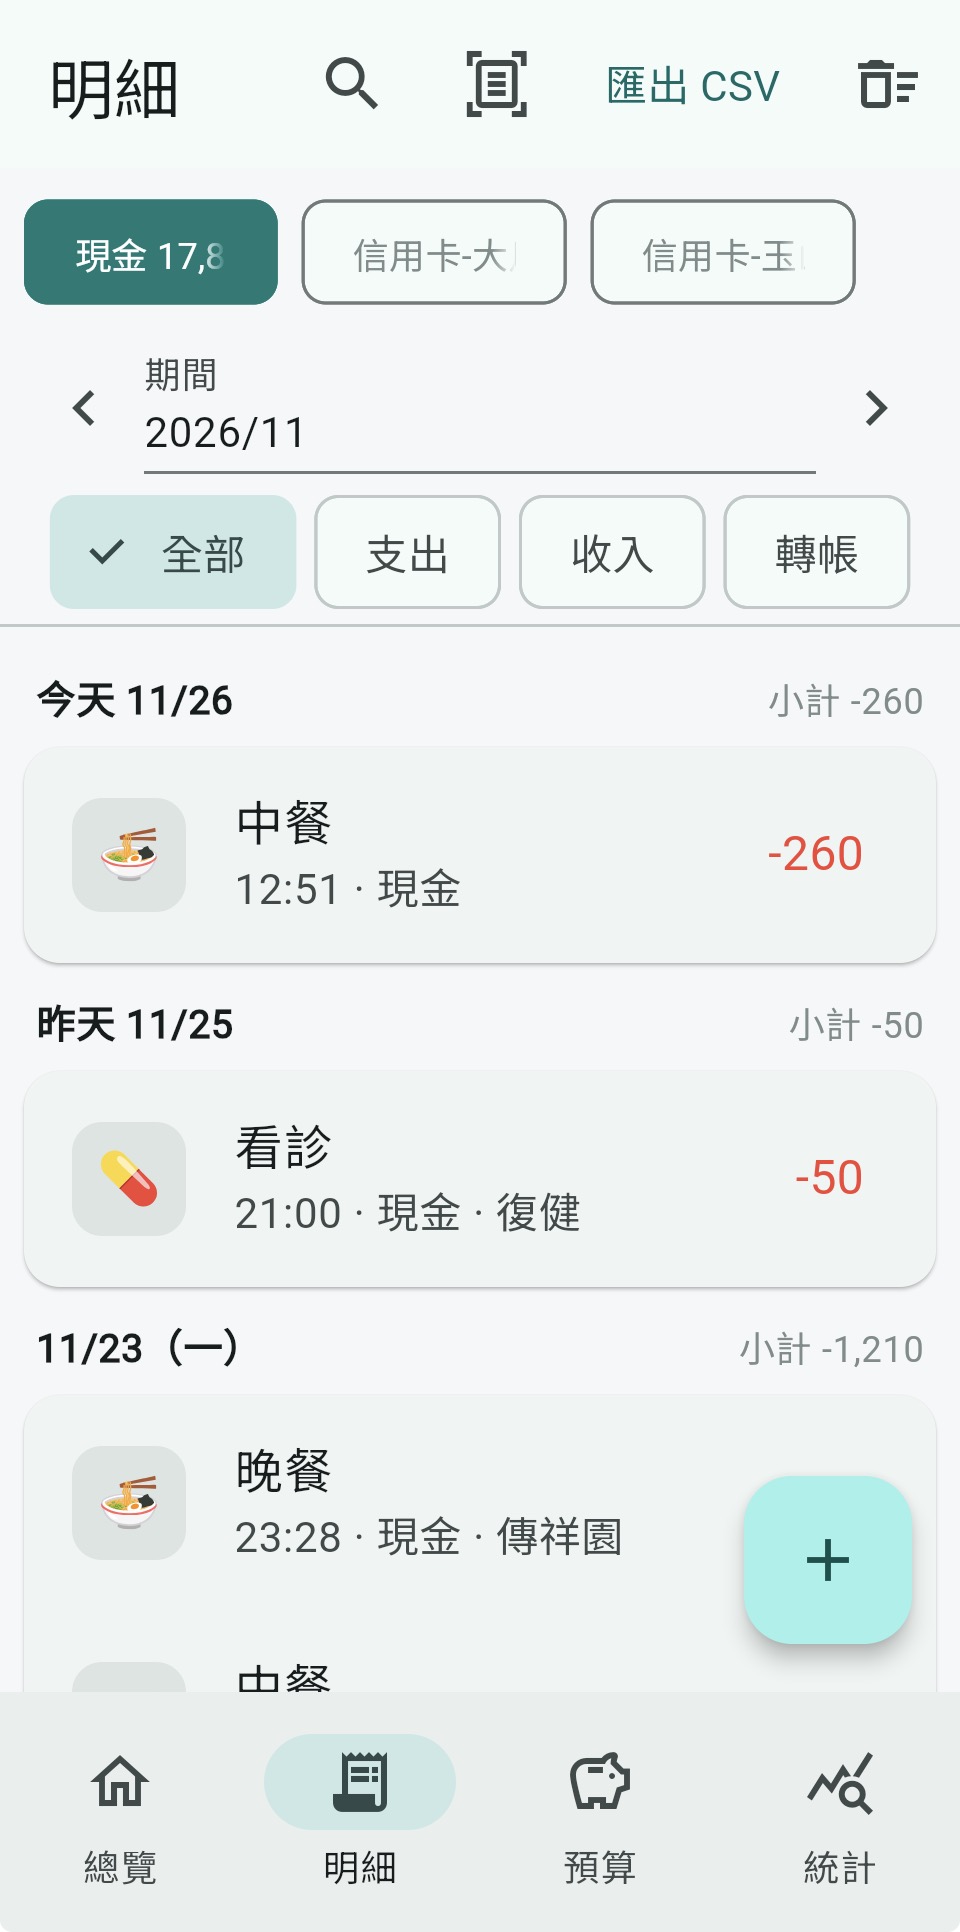 明細
匯出 CSV
現金 17,8
信用卡-大
信用卡-玉
期間
2026/11
全部
支出
收入
轉帳
今天 11/26
小計 -260
中餐
-260
12:51 · 現金
昨天 11/25
小計 -50
看診
-50
21:00 · 現金 · 復健
11/23（一）
小計 -1,210
晚餐
23:28 · 現金 · 傳祥園
中餐
總覽
明細
預算
統計